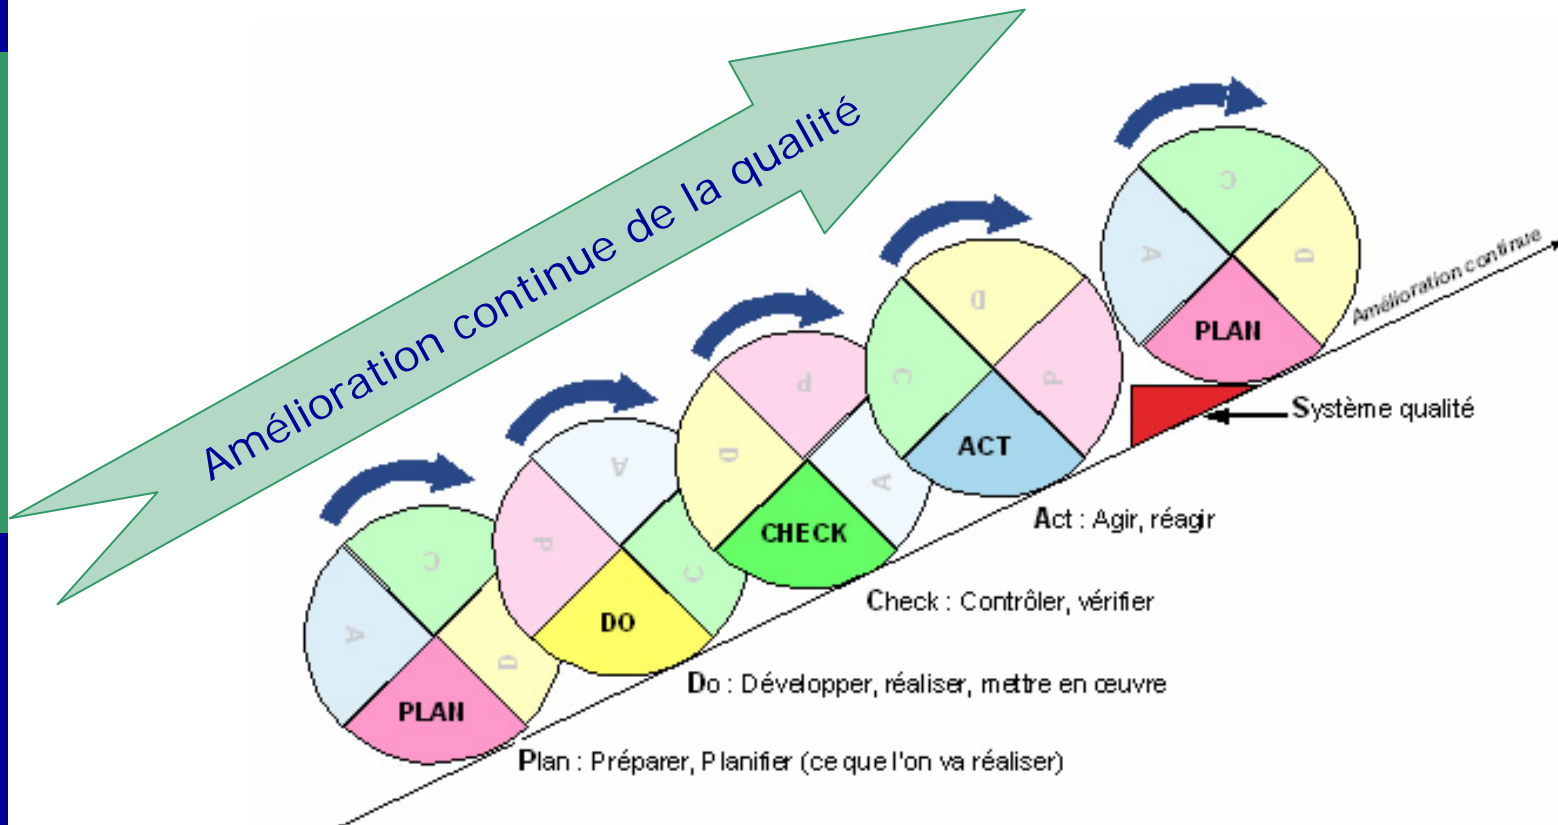 Amélioration continue de la qualité
C
A
D
PLAN
Amélioration continue
D
C
P
ACT
Système qualité
P
D
A
CHECK
Act : Agir, réagir
A
P
C
DO
Check : Contrôler, vérifier
C
A
D
PLAN
Do : Développer, réaliser, mettre en œuvre
Plan : Préparer, Planifier (ce que l'on va réaliser)